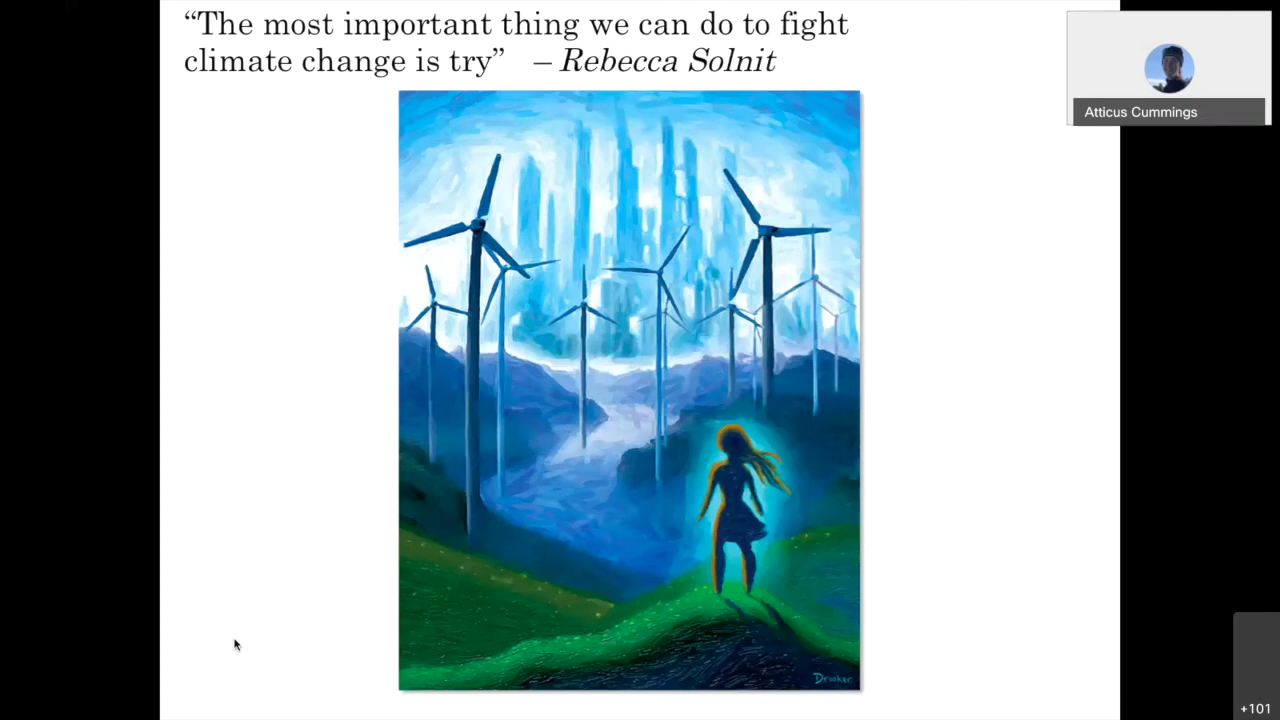 “The most important thing we can do to fight
climate change is try” – Rebecca Solnit
Atticus Cummings
Drooker
+101